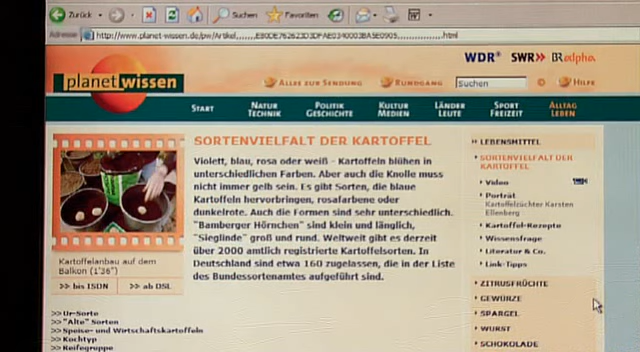 Zurück
Suchen
Favoriten
Adresse
http://www.planet-wissen.de/pw/Artikel,,,,,,,E80DE762623D3DFAE0340003BA5E0905,,,,,,,,,,,,,,,.html
WDR SWR BRalpha
planet wissen
ALLES ZUR SENDUNG
RUNDGANG
Suchen
HILFE
START
NATUR TECHNIK
POLITIK GESCHICHTE
KULTUR MEDIEN
LÄNDER LEUTE
SPORT FREIZEIT
ALLTAG LEBEN
SORTENVIELFALT DER KARTOFFEL
Violett, blau, rosa oder weiß - Kartoffeln blühen in
unterschiedlichen Farben. Aber auch die Knolle muss
nicht immer gelb sein. Es gibt Sorten, die blaue
Kartoffeln hervorbringen, rosafarbene oder
dunkelrote. Auch die Formen sind sehr unterschiedlich.
"Bamberger Hörnchen" sind klein und länglich,
"Sieglinde" groß und rund. Weltweit gibt es derzeit
über 2000 amtlich registrierte Kartoffelsorten. In
Deutschland sind etwa 160 zugelassen, die in der Liste
des Bundessortenamtes aufgeführt sind.
Kartoffelanbau auf dem
Balkon (1'36")
>> bis ISDN
>> ab DSL
>> Ur-Sorte
>> "Alte" Sorten
>> Speise- und Wirtschaftskartoffeln
>> Kochtyp
>> Reifegruppe
LEBENSMITTEL
SORTENVIELFALT DER
KARTOFFEL
Video
Porträt
Kartoffelzüchter Karsten
Ellenberg
Kartoffel-Rezepte
Wissensfrage
Literatur & Co.
Link-Tipps
ZITRUSFRÜCHTE
GEWÜRZE
SPARGEL
WURST
SCHOKOLADE